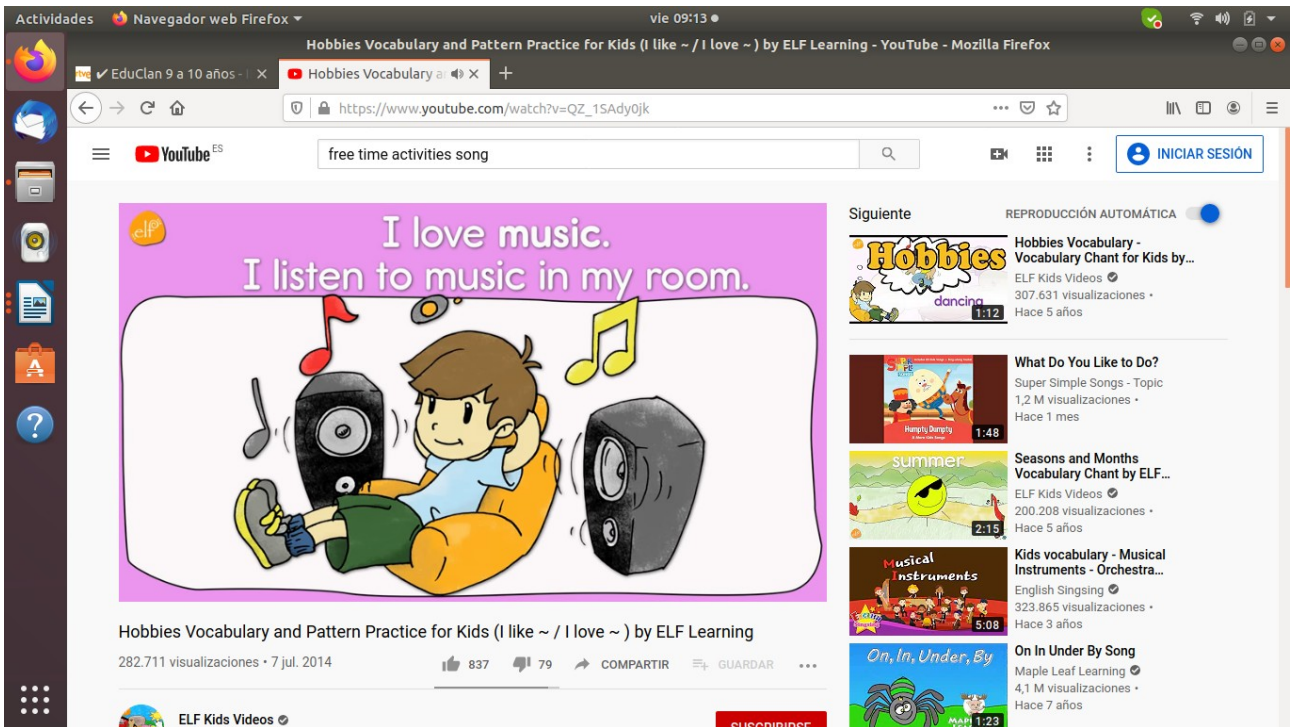 Actividades
Navegador web Firefox
vie 09:13
Hobbies Vocabulary and Pattern Practice for Kids (I like ~ / I love ~ ) by ELF Learning - YouTube - Mozilla Firefox
rtve
✔ EduClan 9 a 10 años -
Hobbies Vocabulary a
https://www.youtube.com/watch?v=QZ_1SAdy0jk
YouTube ES
free time activities song
INICIAR SESIÓN
elf
I love music.
I listen to music in my room.
Hobbies Vocabulary and Pattern Practice for Kids (I like ~ / I love ~ ) by ELF Learning
282.711 visualizaciones • 7 jul. 2014
837
79
COMPARTIR
GUARDAR
ELF Kids Videos
SUSCRIBIRSE
Siguiente
REPRODUCCIÓN AUTOMÁTICA
Hobbies
dancing
1:12
Hobbies Vocabulary -
Vocabulary Chant for Kids by...
ELF Kids Videos
307.631 visualizaciones •
Hace 5 años
Humpty Dumpty
1:48
What Do You Like to Do?
Super Simple Songs - Topic
1,2 M visualizaciones •
Hace 1 mes
summer
2:15
Seasons and Months
Vocabulary Chant by ELF...
ELF Kids Videos
200.208 visualizaciones •
Hace 5 años
Musical
Instruments
5:08
Kids vocabulary - Musical
Instruments - Orchestra...
English Singsing
323.865 visualizaciones •
Hace 3 años
On, In, Under, By
1:23
On In Under By Song
Maple Leaf Learning
4,1 M visualizaciones •
Hace 7 años